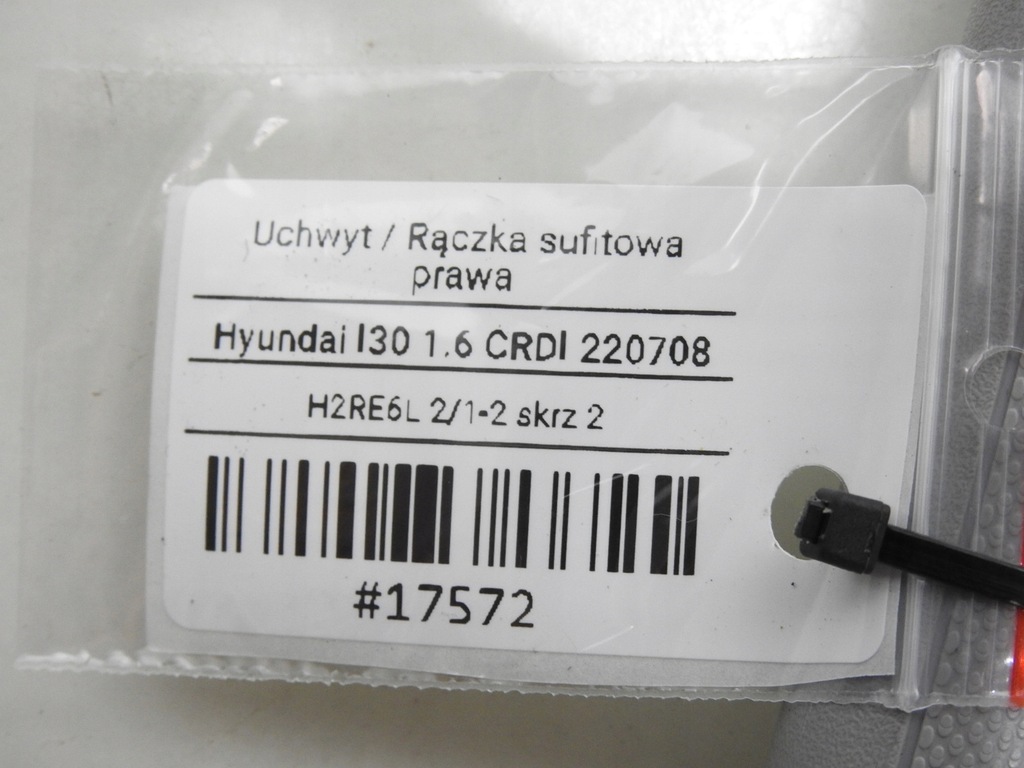 Uchwyt / Rączka sufitowa
prawa
Hyundai I30 1.6 CRDI 220708
H2RE6L 2/1-2 skrz 2
#17572